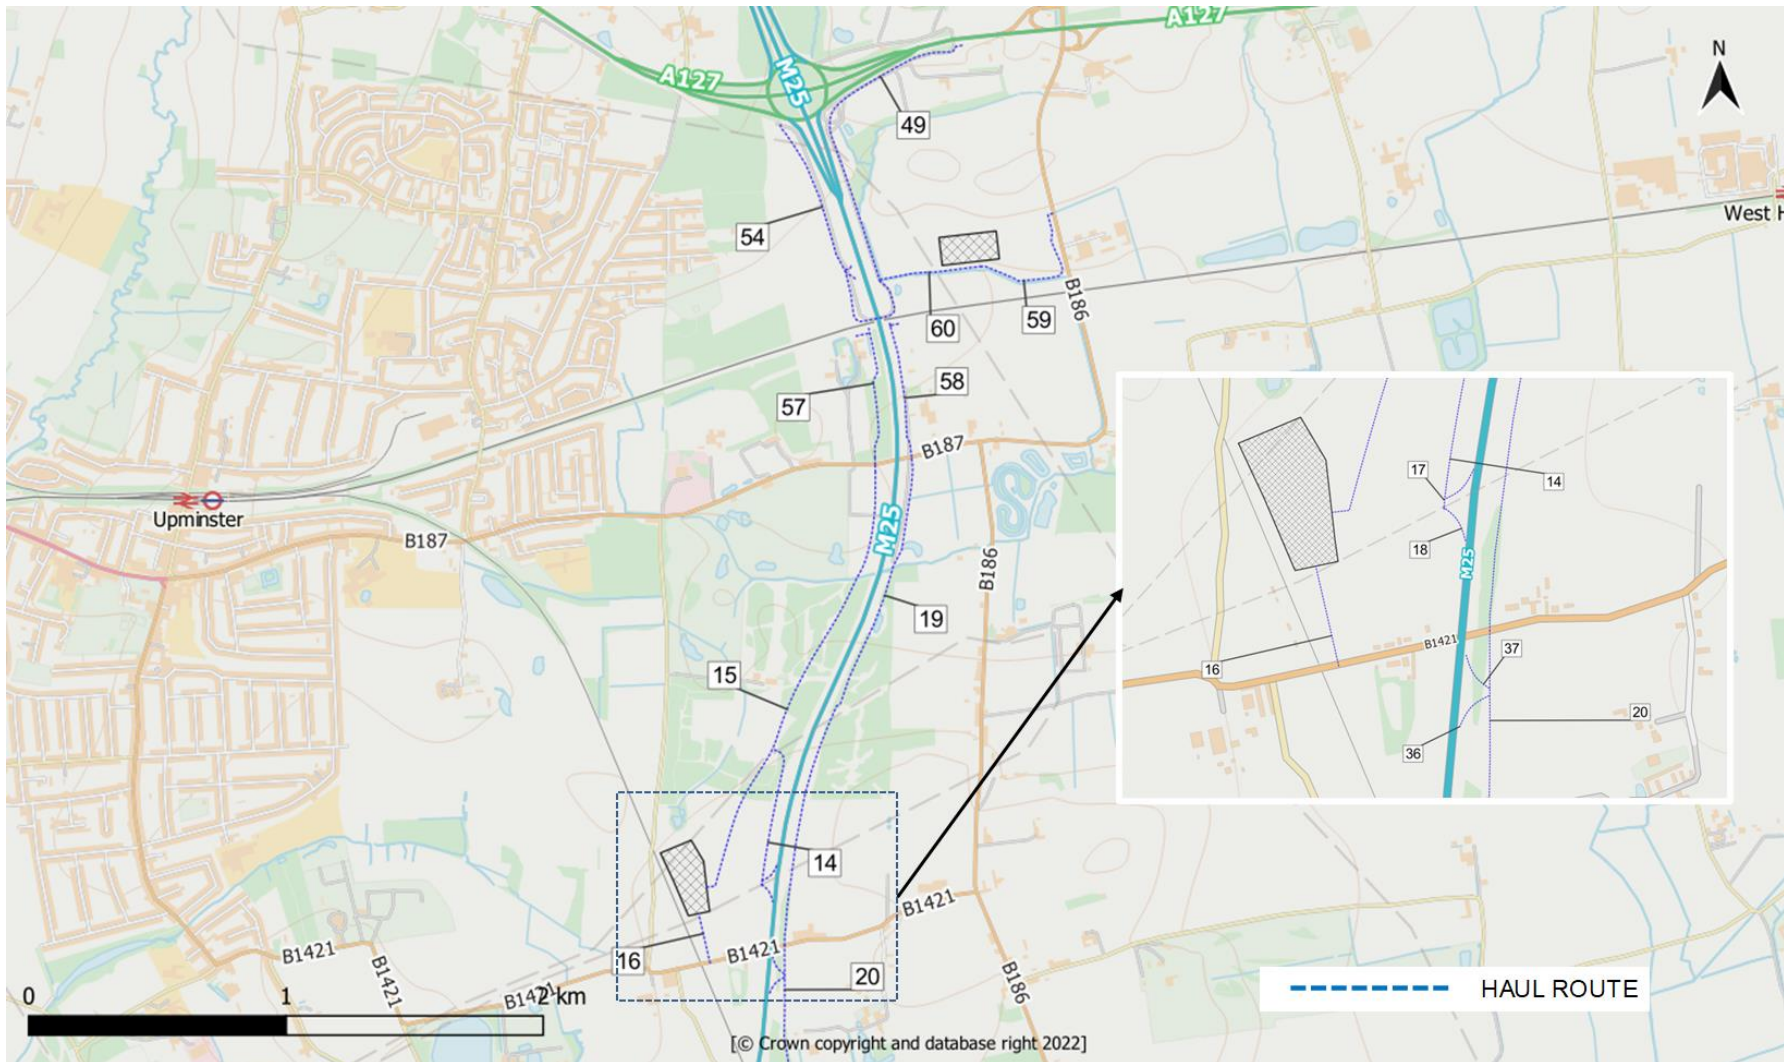 A127
A127
M25
N
49
54
West H
60
59
B186
57
58
B187
Upminster
B187
M25
B186
19
15
17
14
18
M25
B1421
37
16
20
36
14
B1421
16
B1421
B1421
B1421
B1421
20
B186
0 1 2 km
HAUL ROUTE
[© Crown copyright and database right 2022]